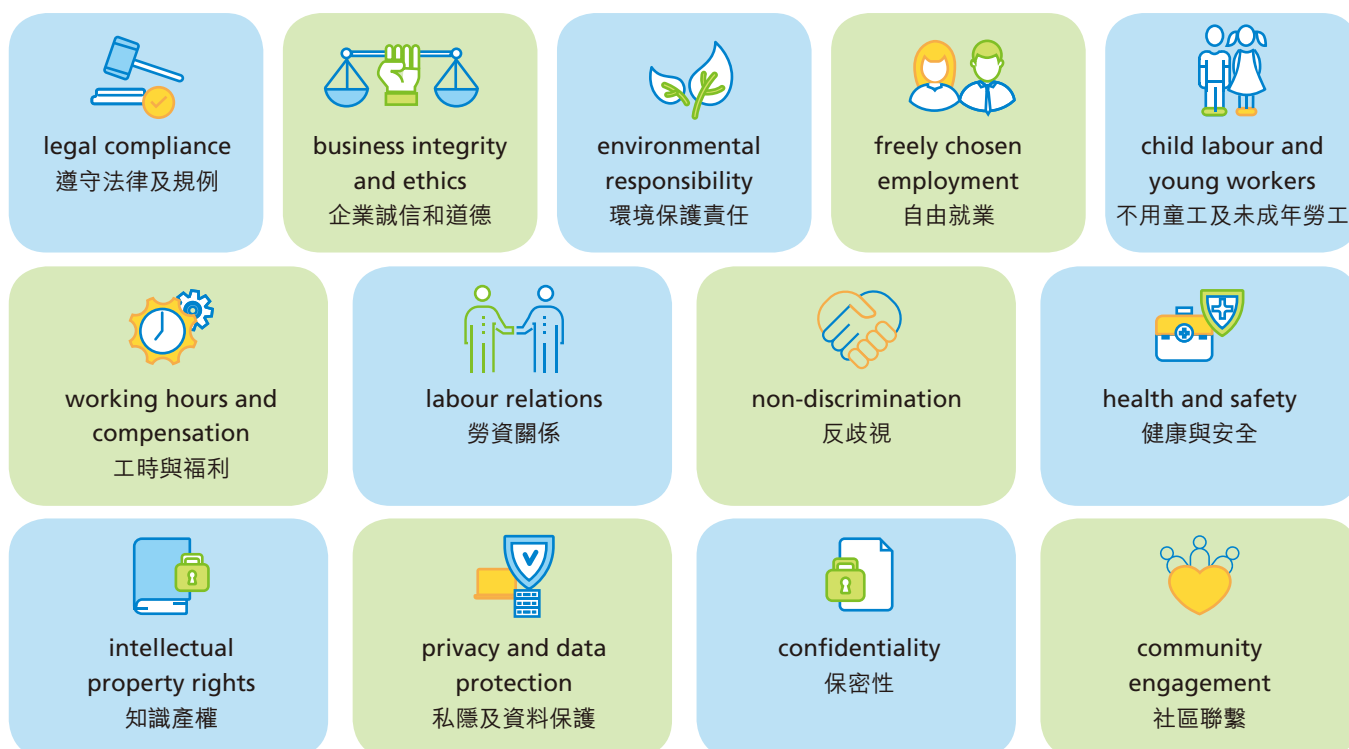 legal compliance
遵守法律及規例
business integrity
and ethics
企業誠信和道德
environmental
responsibility
環境保護責任
freely chosen
employment
自由就業
child labour and
young workers
不用童工及未成年勞工
working hours and
compensation
工時與福利
labour relations
勞資關係
non-discrimination
反歧視
health and safety
健康與安全
intellectual
property rights
知識產權
privacy and data
protection
私隱及資料保護
confidentiality
保密性
community
engagement
社區聯繫